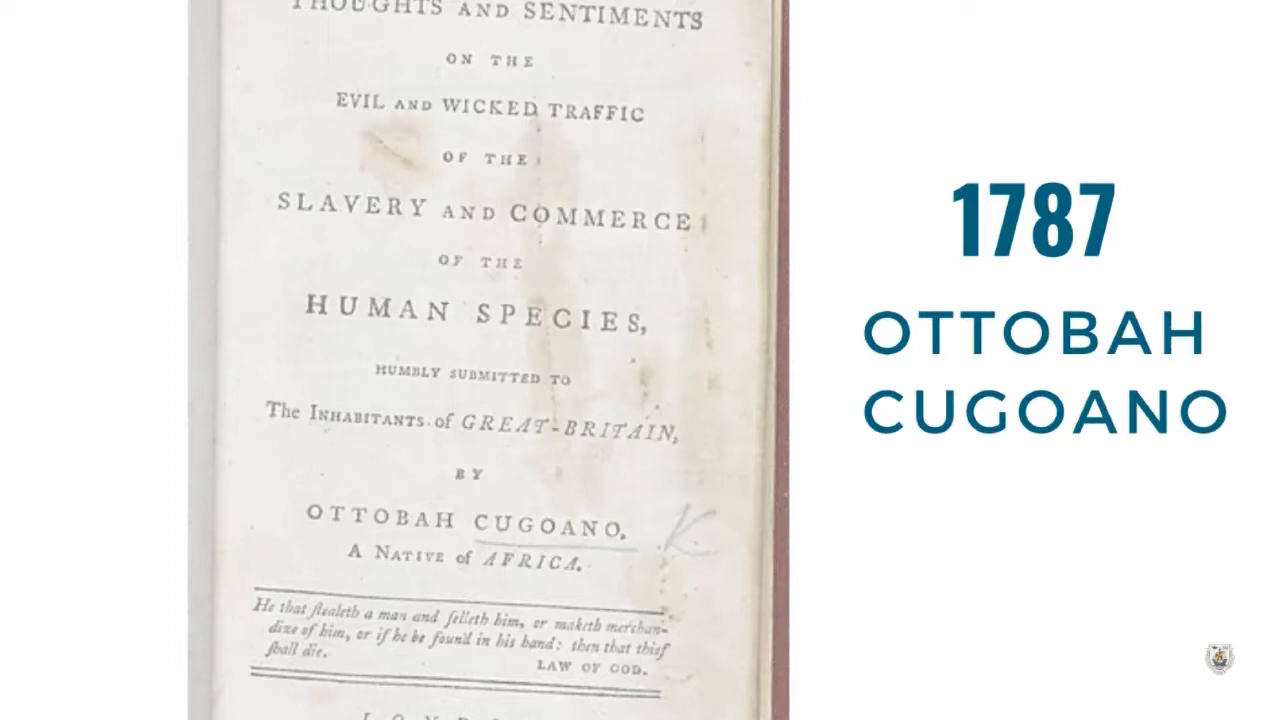 THOUGHTS AND SENTIMENTS
ON THE
EVIL AND WICKED TRAFFIC
OF THE
SLAVERY AND COMMERCE
OF THE
HUMAN SPECIES,
HUMBLY SUBMITTED TO
The INHABITANTS of GREAT-BRITAIN,
BY
OTTOBAH CUGOANO,
A NATIVE of AFRICA.
K.
He that ſtealeth a man and ſelleth him, or maketh merchan-
dize of him, or if he be found in his hand: then that thief
ſhall die.
LAW OF GOD.
1787
OTTOBAH
CUGOANO